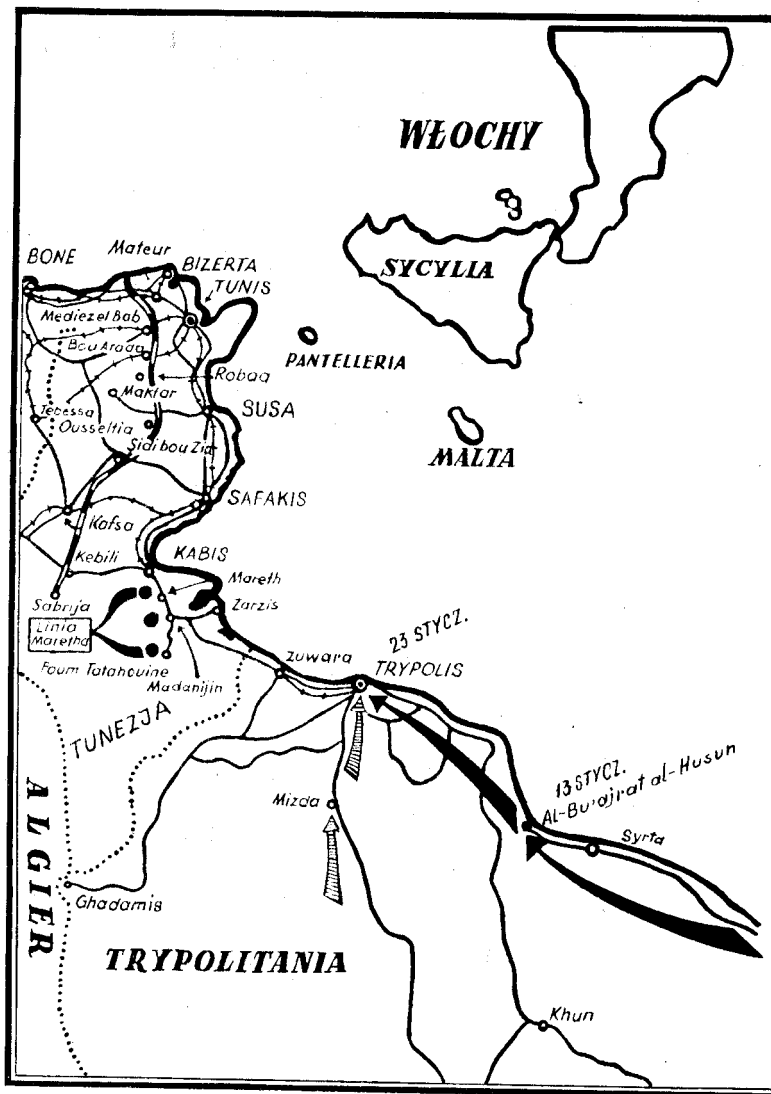 WŁOCHY
SYCYLIA
PANTELLERIA
MALTA
BONE
Mateur
BIZERTA
TUNIS
Mediez el Bab
Bou Arada
Robaa
Maktar
Tebessa
Ousseltia
SUSA
Sidi bou Zid
SAFAKIS
Kafsa
Kebili
KABIS
Mareth
Sabrija
Zarzis
Linia
Maretha
Foum Tatahouine
Madanijin
Zuwara
23 STYCZ.
TRYPOLIS
TUNEZJA
13 STYCZ.
Al-Bu'ajrat al-Husun
Syrta
Mizda
ALGIER
Ghadamis
TRYPOLITANIA
Khun